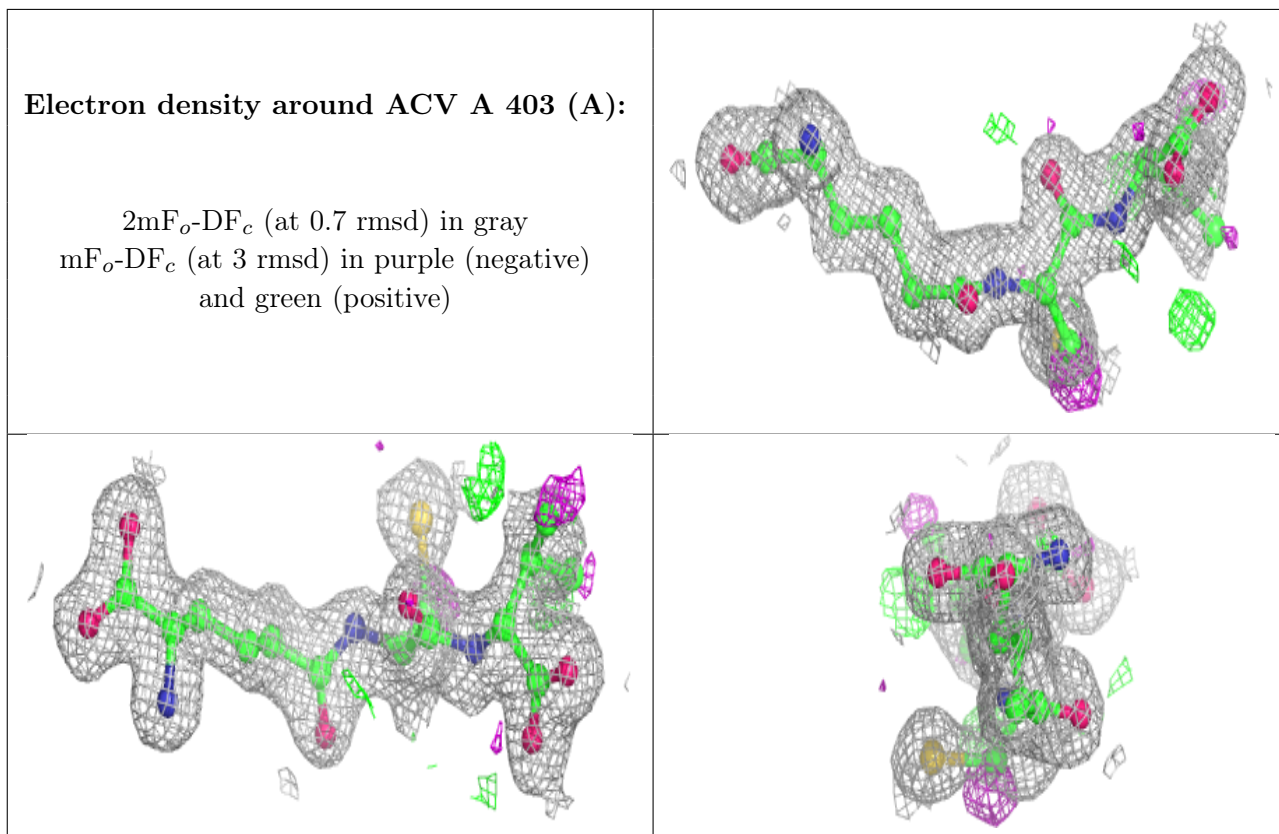 Electron density around ACV A 403 (A):
2mFo-DFc (at 0.7 rmsd) in gray
mFo-DFc (at 3 rmsd) in purple (negative)
and green (positive)